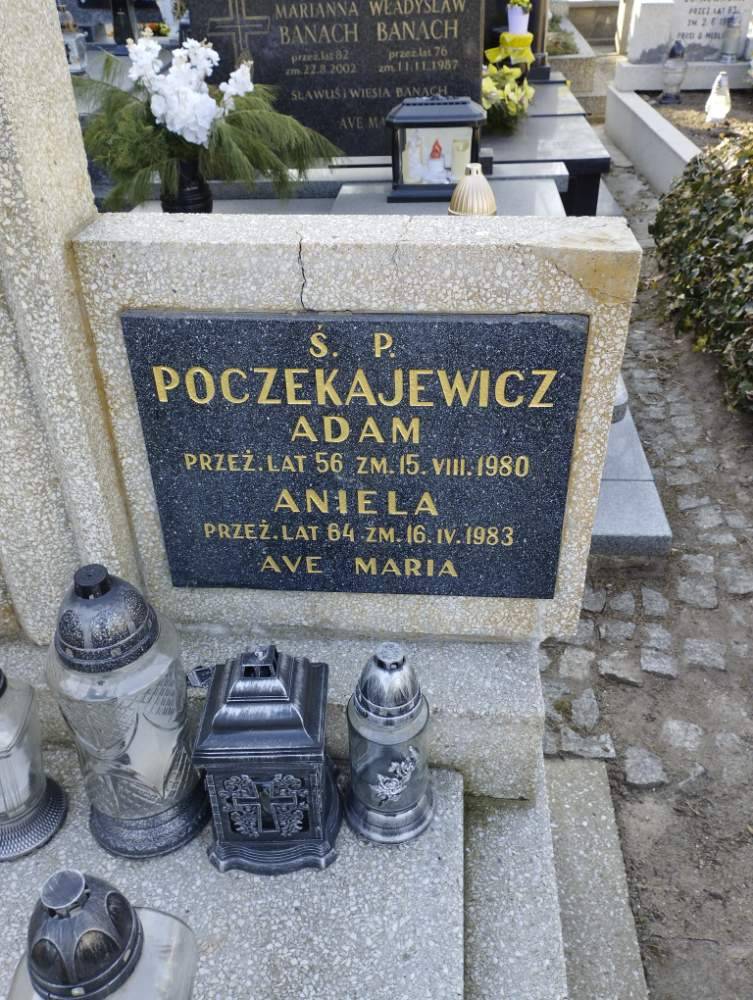 MARIANNA WŁADYSŁAW
BANACH BANACH
przeż.lat 82 przeż.lat 76
zm.22.8.2002 zm.11.11.1987
SŁAWUŚ i WIESIA BANACH
AVE
Ś. P.
POCZEKAJEWICZ
ADAM
PRZEŻ. LAT 56 ZM. 15. VIII. 1980
ANIELA
PRZEŻ. LAT 64 ZM. 16. IV. 1983
AVE MARIA